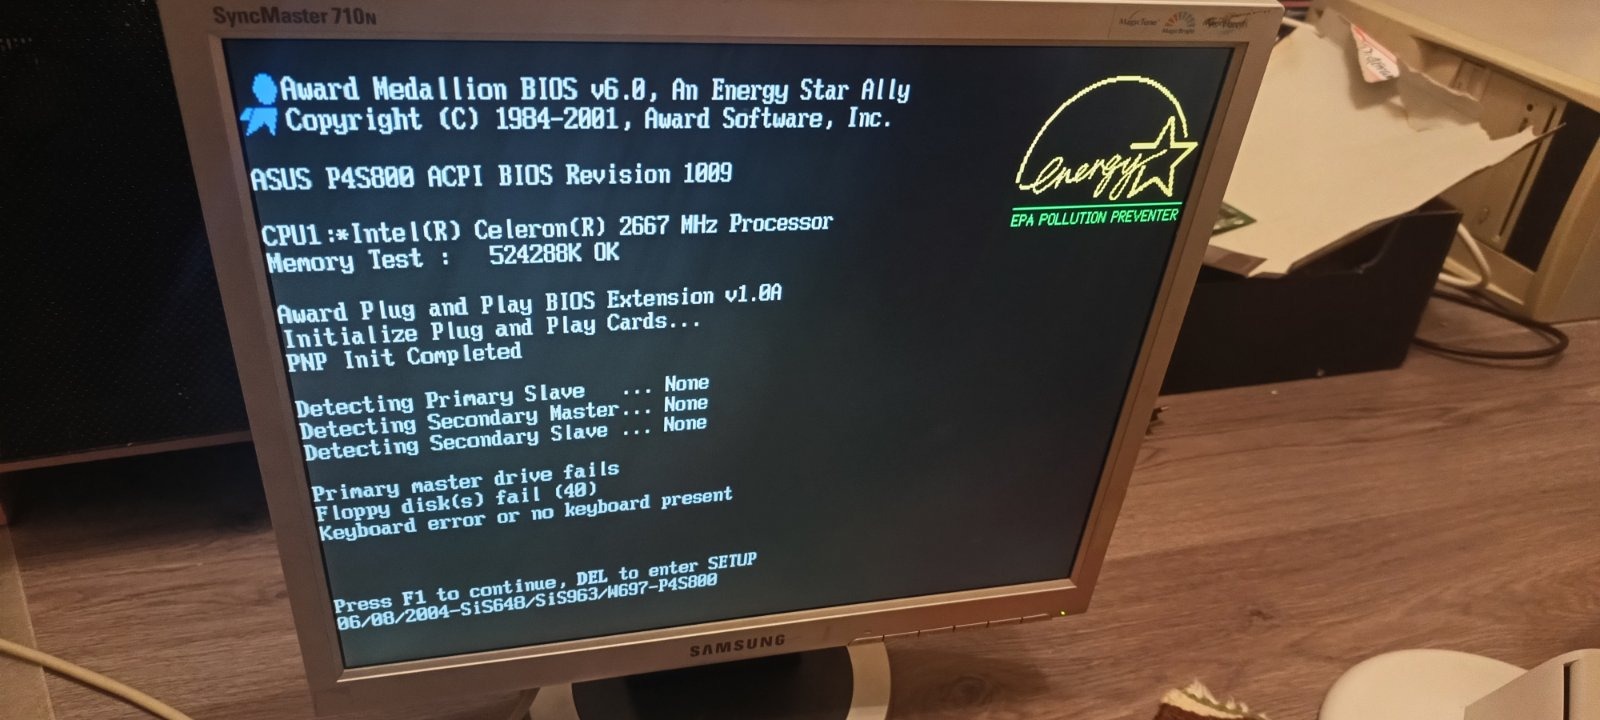 SyncMaster 710N
MagicTune
MagicBright
Award Medallion BIOS v6.0, An Energy Star Ally
Copyright (C) 1984-2001, Award Software, Inc.
energy
EPA POLLUTION PREVENTER
ASUS P4S800 ACPI BIOS Revision 1009
CPU1:*Intel(R) Celeron(R) 2667 MHz Processor
Memory Test :   524288K OK
Award Plug and Play BIOS Extension v1.0A
Initialize Plug and Play Cards...
PNP Init Completed
Detecting Primary Slave   ... None
Detecting Secondary Master... None
Detecting Secondary Slave ... None
Primary master drive fails
Floppy disk(s) fail (40)
Keyboard error or no keyboard present
Press F1 to continue, DEL to enter SETUP
06/08/2004-SiS648/SiS963/W697-P4S800
SAMSUNG